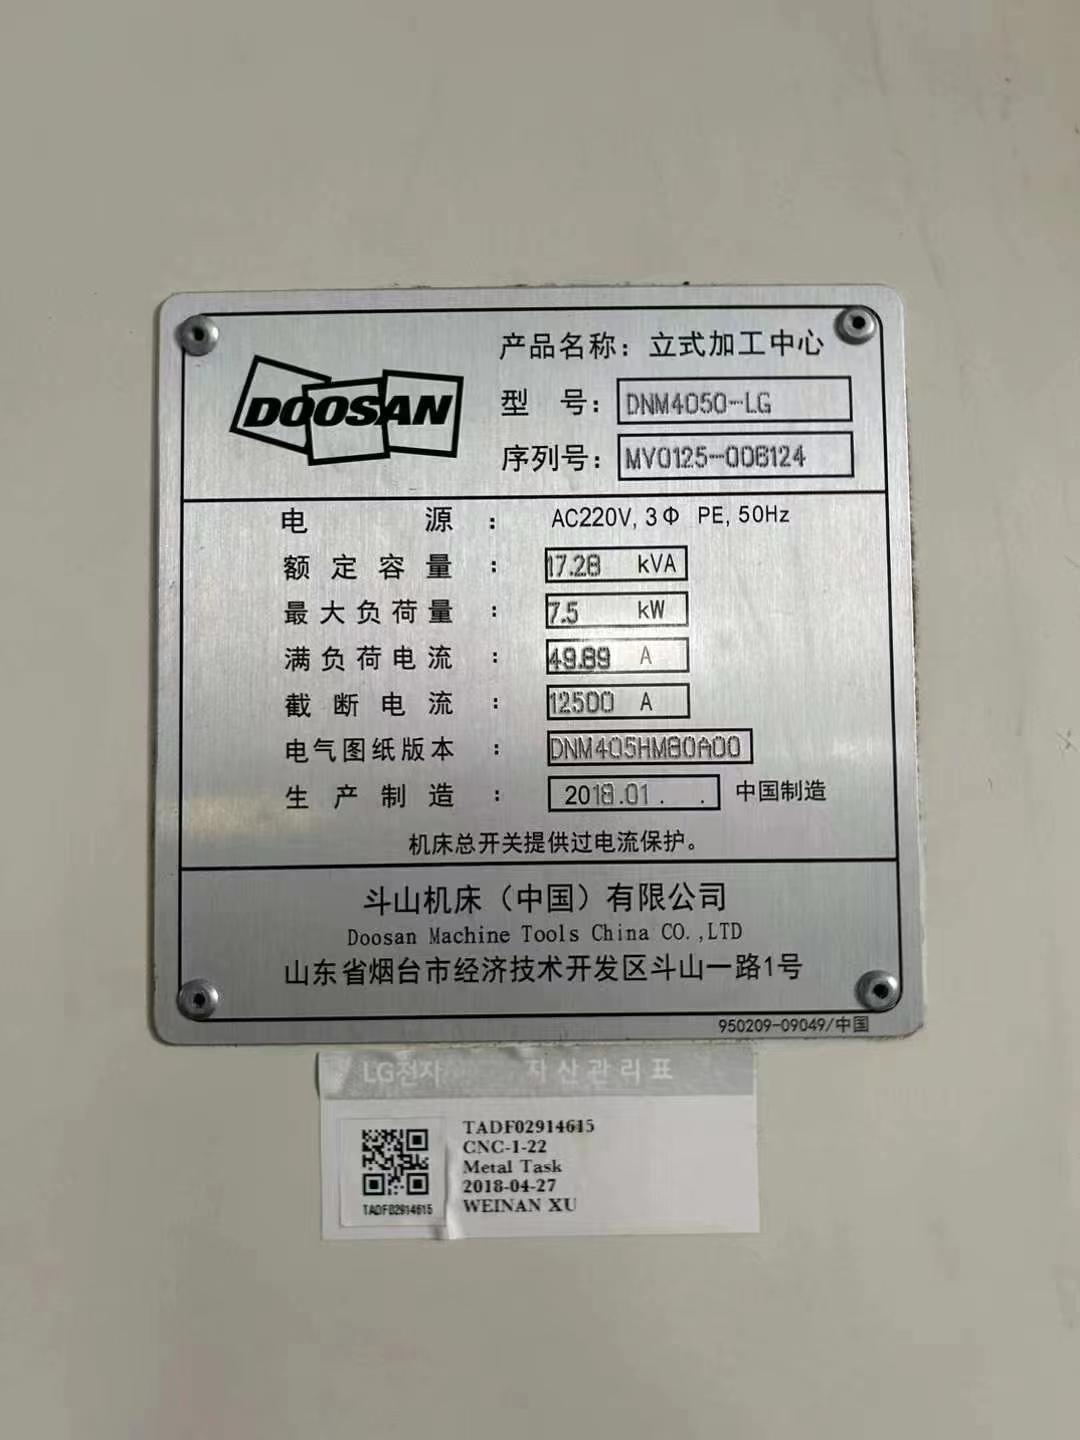 DOOSAN
产品名称：立式加工中心
型 号： DNM4050-LG
序列号： MV0125-006124
电 源 ： AC220V, 3Φ PE, 50Hz
额定容量 ： 17.28 kVA
最大负荷量 ： 7.5 kW
满负荷电流 ： 49.89 A
截断电流 ： 12500 A
电气图纸版本 ： DNM405HMB0A00
生产制造 ： 2018.01 . . 中国制造
机床总开关提供过电流保护。
斗山机床（中国）有限公司
Doosan Machine Tools China CO.,LTD
山东省烟台市经济技术开发区斗山一路1号
950209-09049/中国
LG전자 자산관리표
TADF02914615
CNC-1-22
Metal Task
2018-04-27
WEINAN XU
TADF02914615